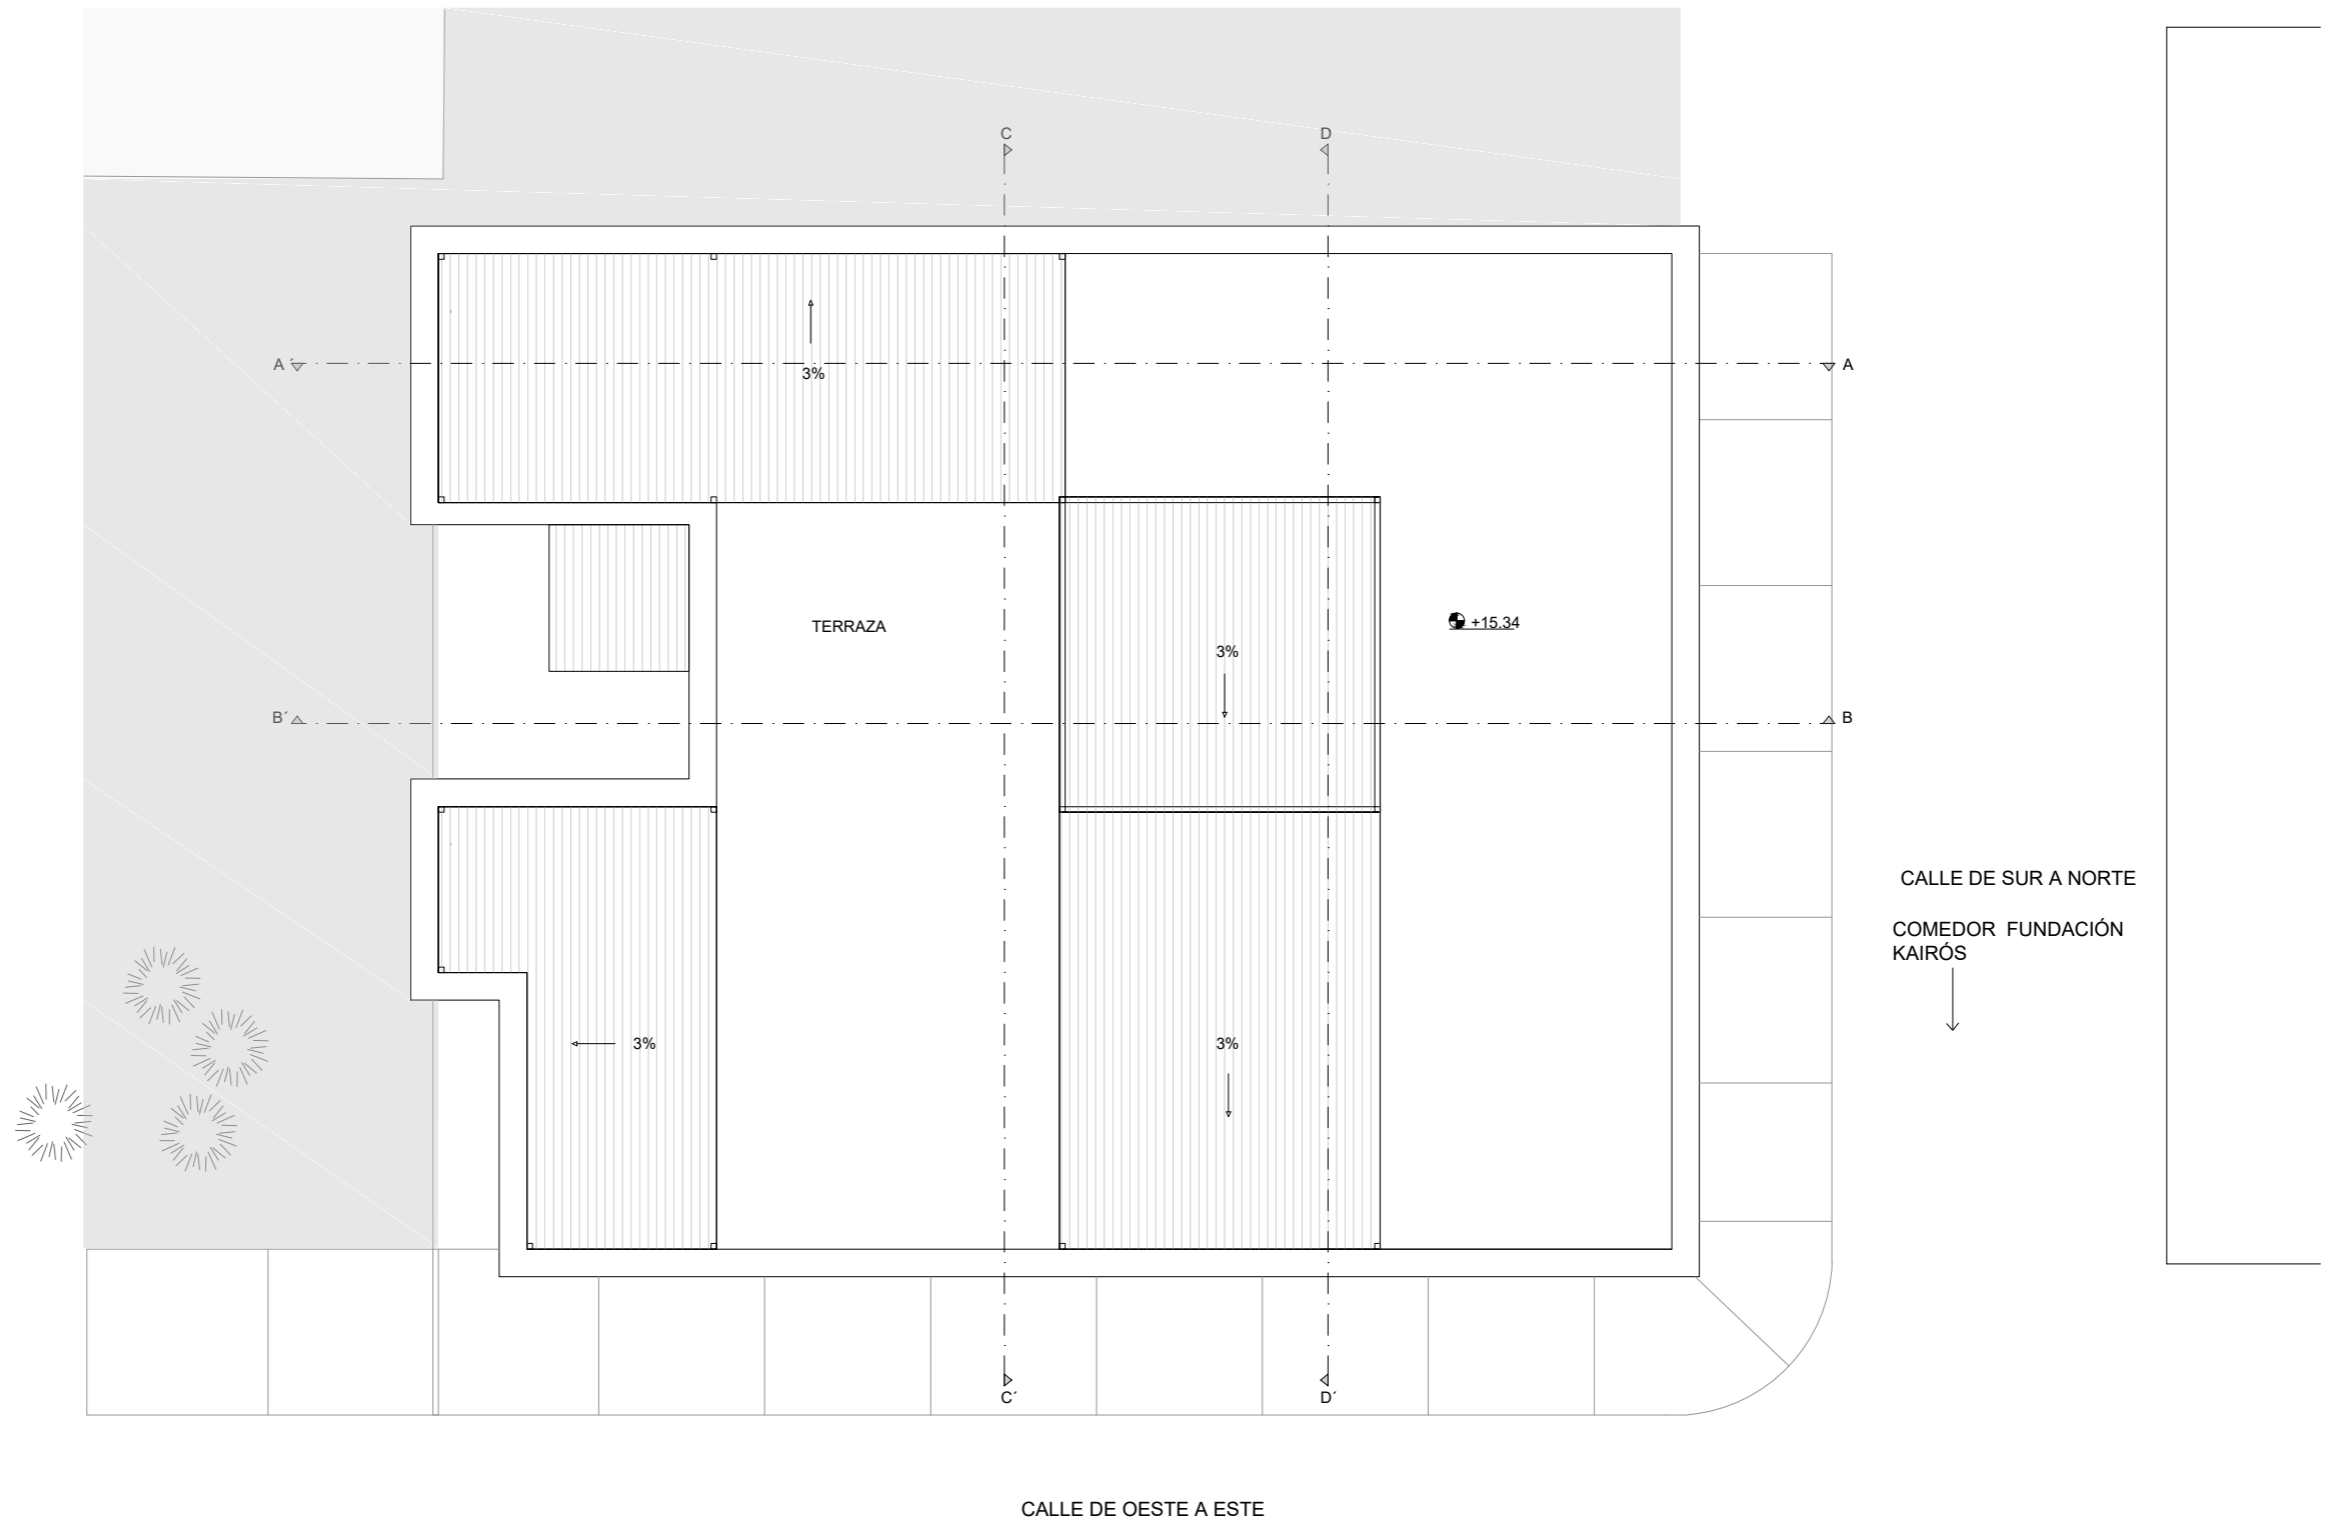 C
D
A´
A
3%
TERRAZA
+15.34
3%
B´
B
CALLE DE SUR A NORTE
COMEDOR FUNDACIÓN
KAIRÓS
3%
3%
C´
D´
CALLE DE OESTE A ESTE